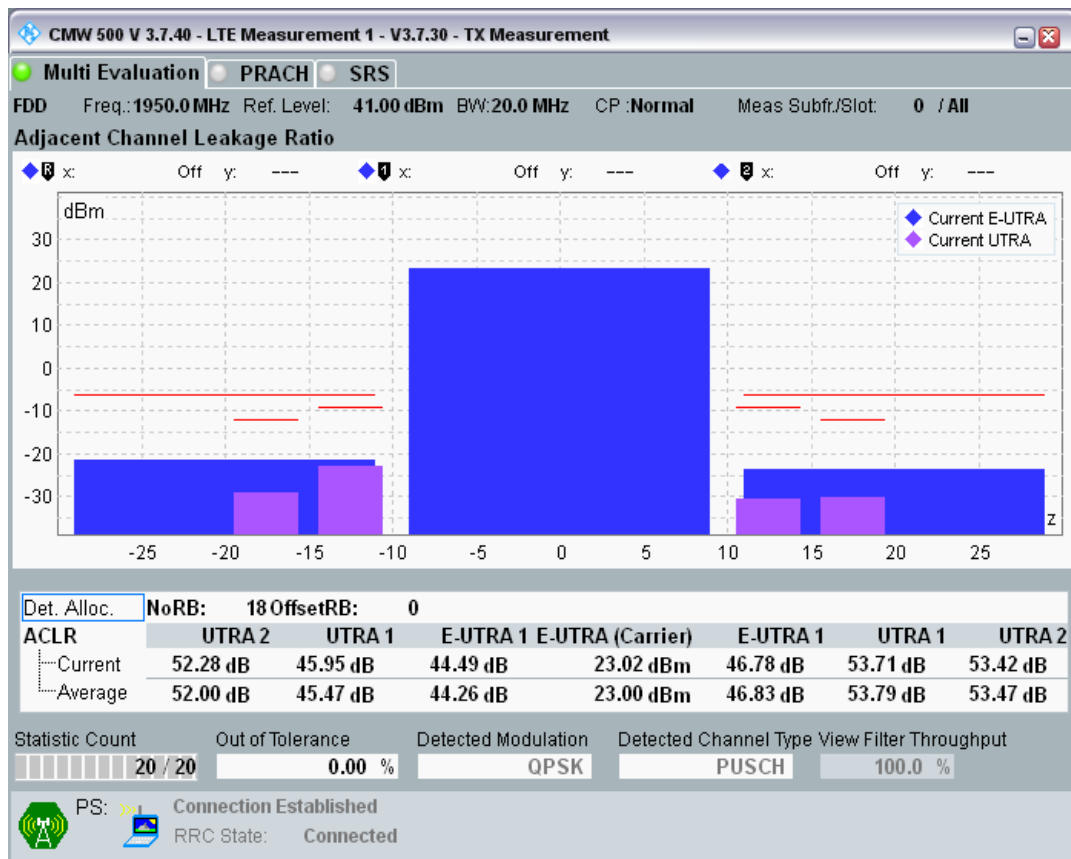 CMW 500 V 3.7.40 - LTE Measurement 1 - V3.7.30 - TX Measurement
Multi Evaluation PRACH SRS
FDD Freq.:1950.0 MHz Ref. Level: 41.00 dBm BW:20.0 MHz CP :Normal Meas Subfr./Slot: 0 / All
Adjacent Channel Leakage Ratio
R x: Off y: --- 1 x: Off y: --- 2 x: Off y: ---
dBm
Current E-UTRA
Current UTRA
30
20
10
0
-10
-20
-30
z
-25 -20 -15 -10 -5 0 5 10 15 20 25
Det. Alloc. NoRB: 18 OffsetRB: 0
ACLR UTRA 2 UTRA 1 E-UTRA 1 E-UTRA (Carrier) E-UTRA 1 UTRA 1 UTRA 2
Current 52.28 dB 45.95 dB 44.49 dB 23.02 dBm 46.78 dB 53.71 dB 53.42 dB
Average 52.00 dB 45.47 dB 44.26 dB 23.00 dBm 46.83 dB 53.79 dB 53.47 dB
Statistic Count Out of Tolerance Detected Modulation Detected Channel Type View Filter Throughput
20 / 20 0.00 % QPSK PUSCH 100.0 %
PS: Connection Established
RRC State: Connected